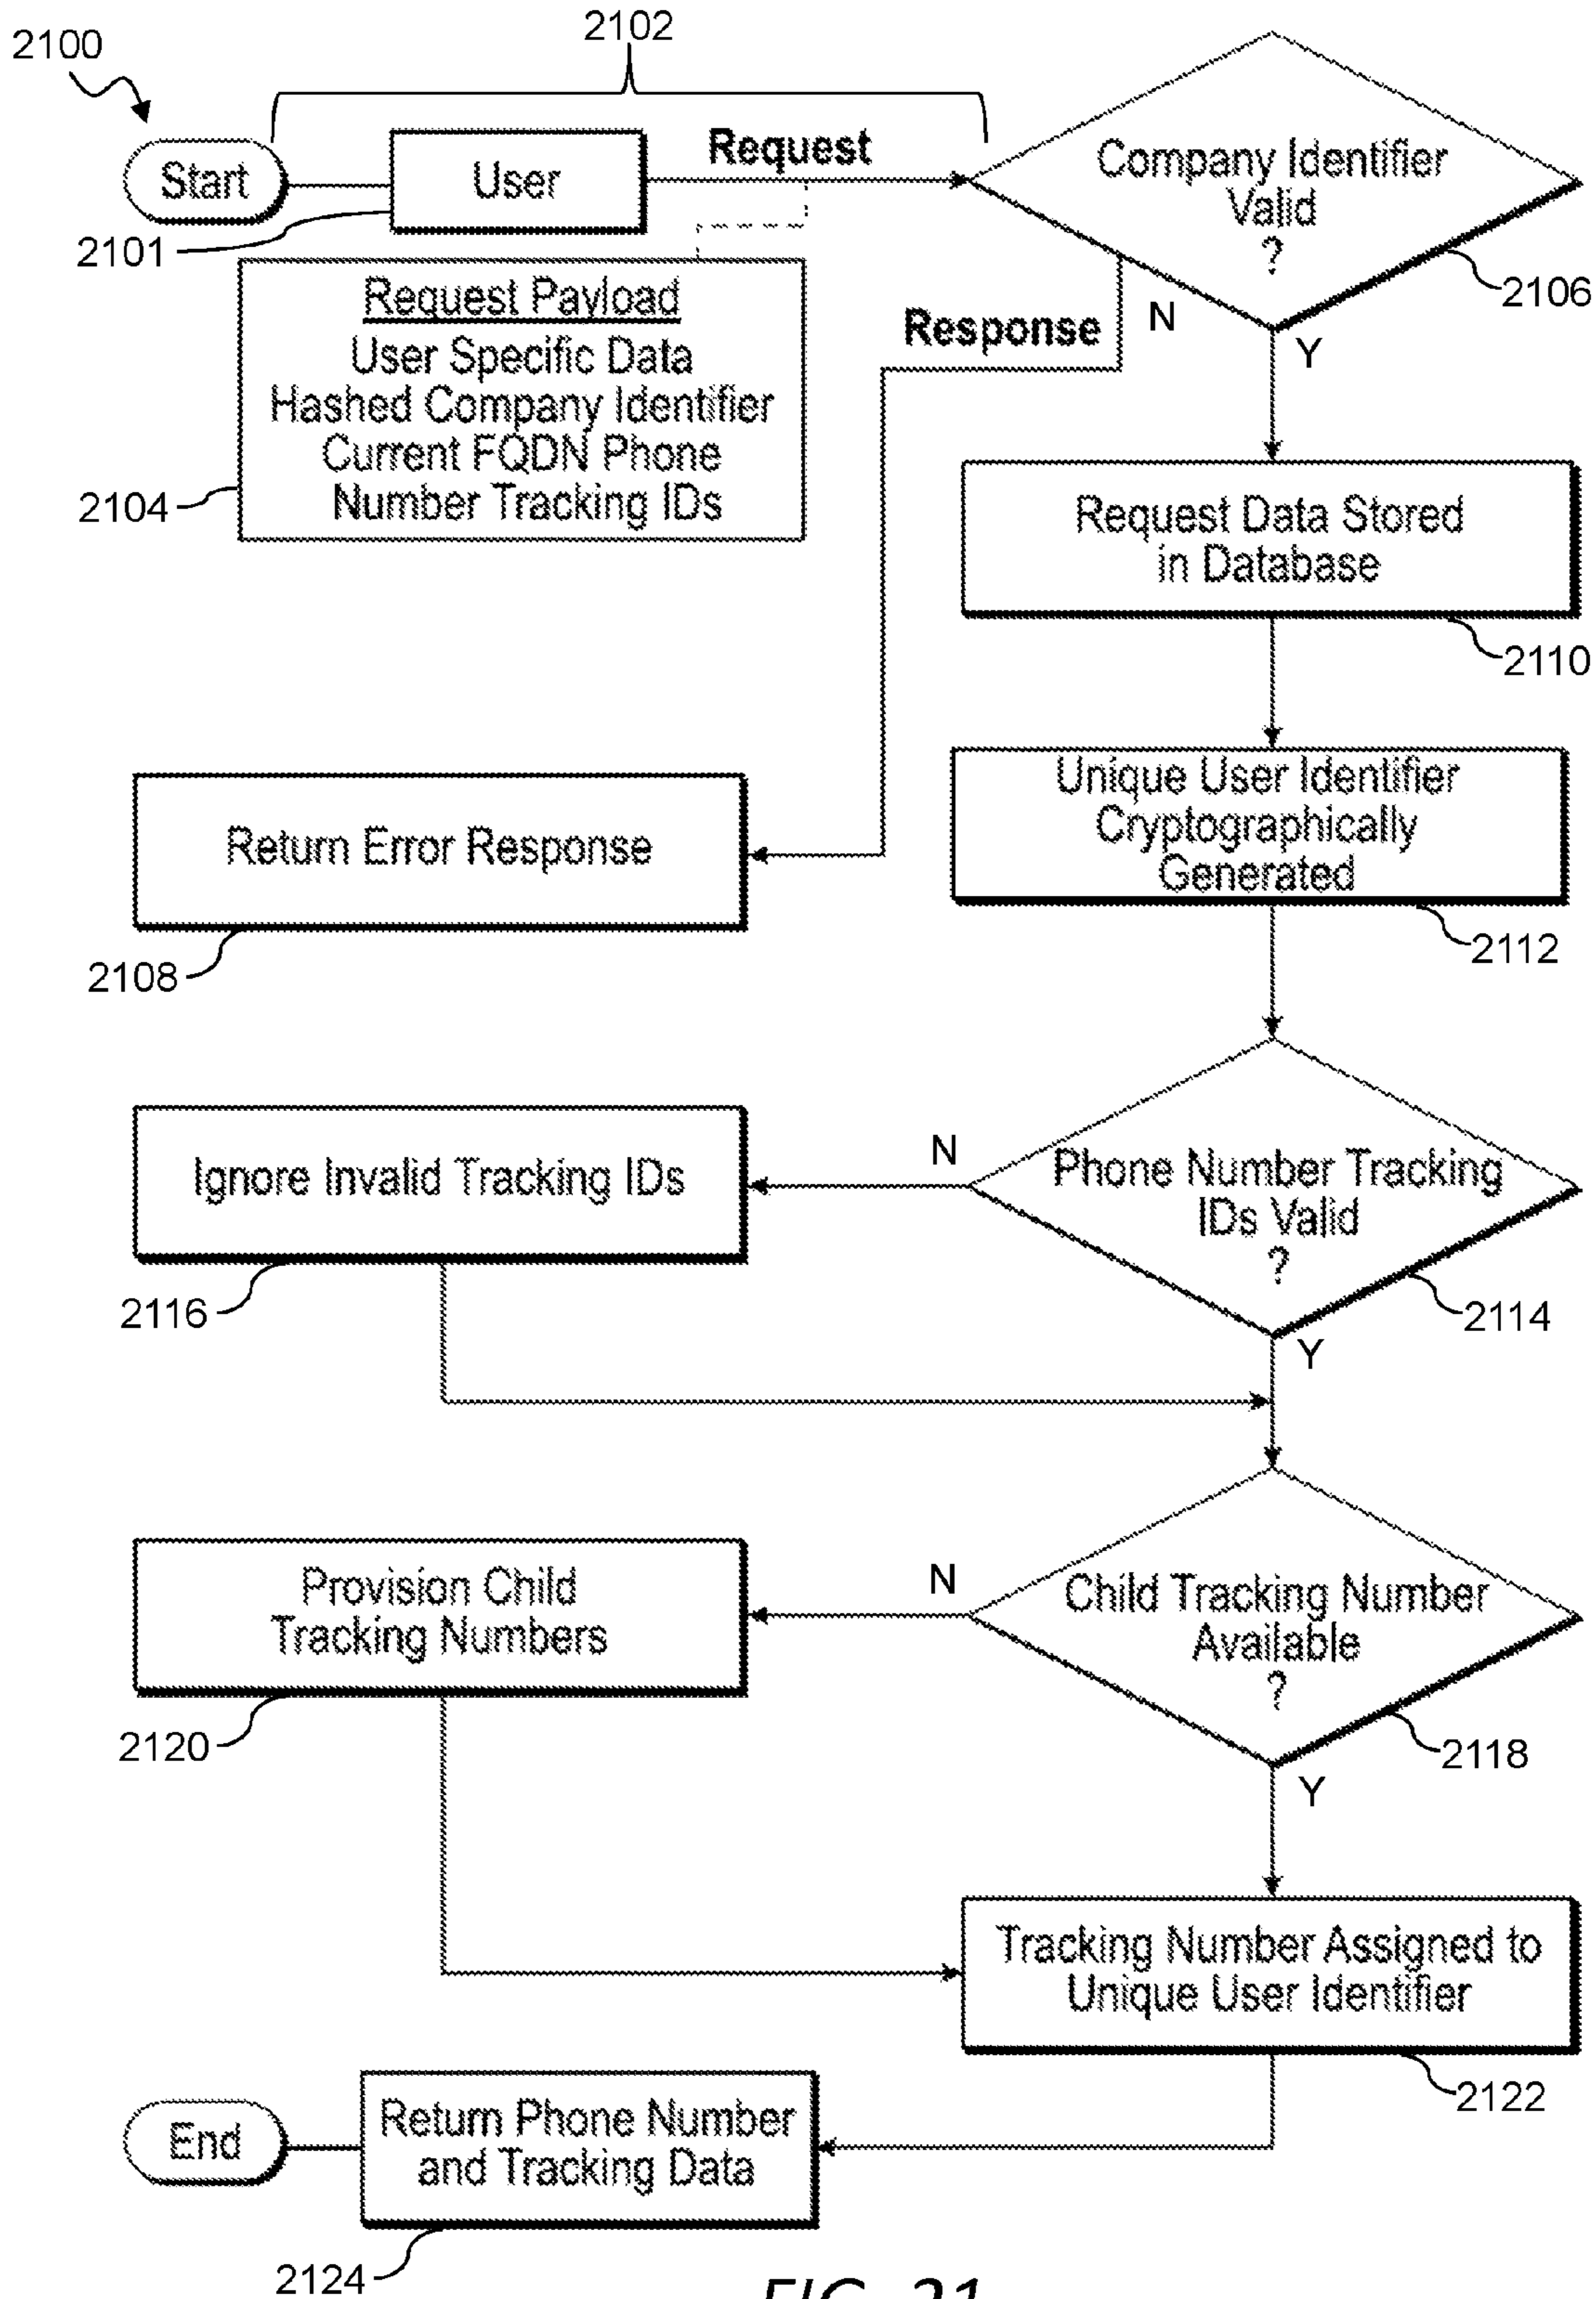 2100
2102
Start
User
Request
Company Identifier
Valid
?
2101
2106
Request Payload
User Specific Data
Hashed Company Identifier
Current FQDN Phone
Number Tracking IDs
2104
N
Response
Y
Request Data Stored
in Database
2110
Unique User Identifier
Cryptographically
Generated
2112
Return Error Response
2108
Phone Number Tracking
IDs Valid
?
2114
N
Ignore Invalid Tracking IDs
2116
Y
Child Tracking Number
Available
?
2118
N
Provision Child
Tracking Numbers
2120
Y
Tracking Number Assigned to
Unique User Identifier
2122
Return Phone Number
and Tracking Data
End
2124
FIG. 21